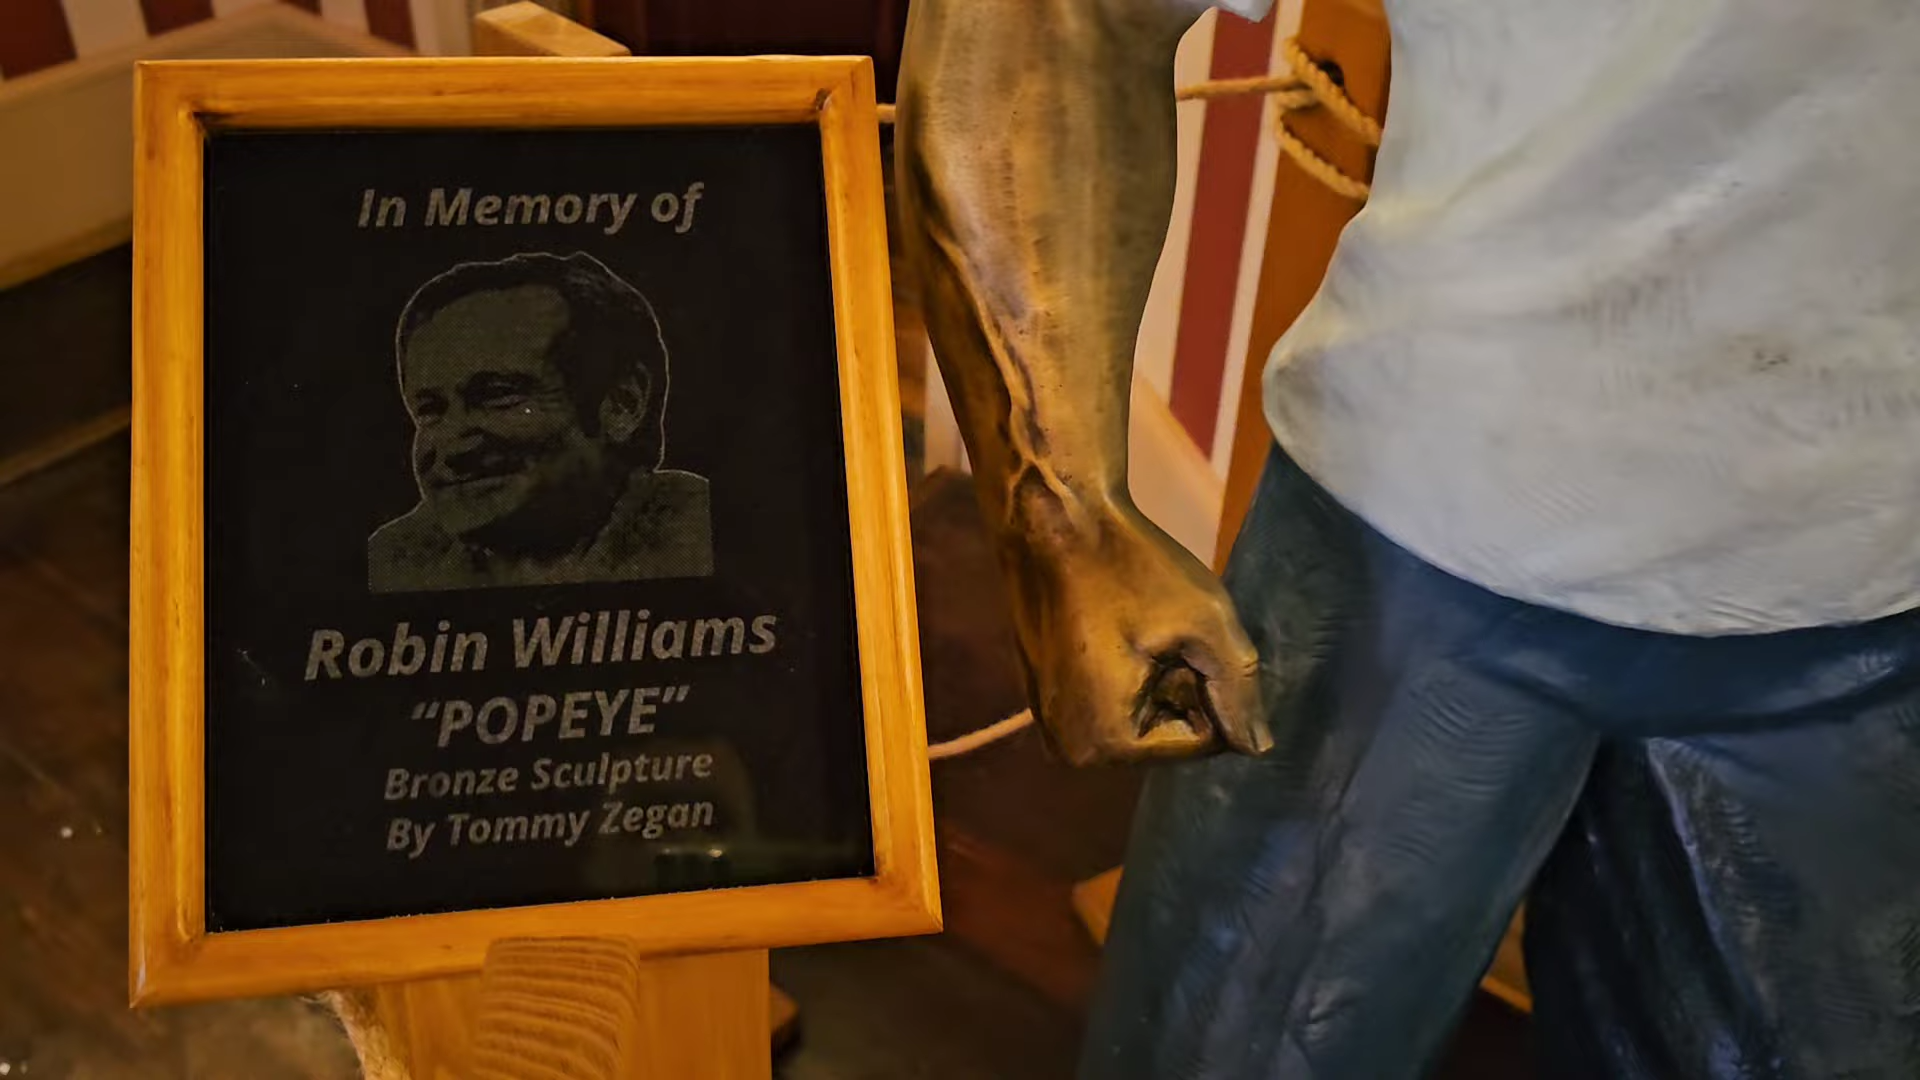 In Memory of
Robin Williams
“POPEYE”
Bronze Sculpture
By Tommy Zegan